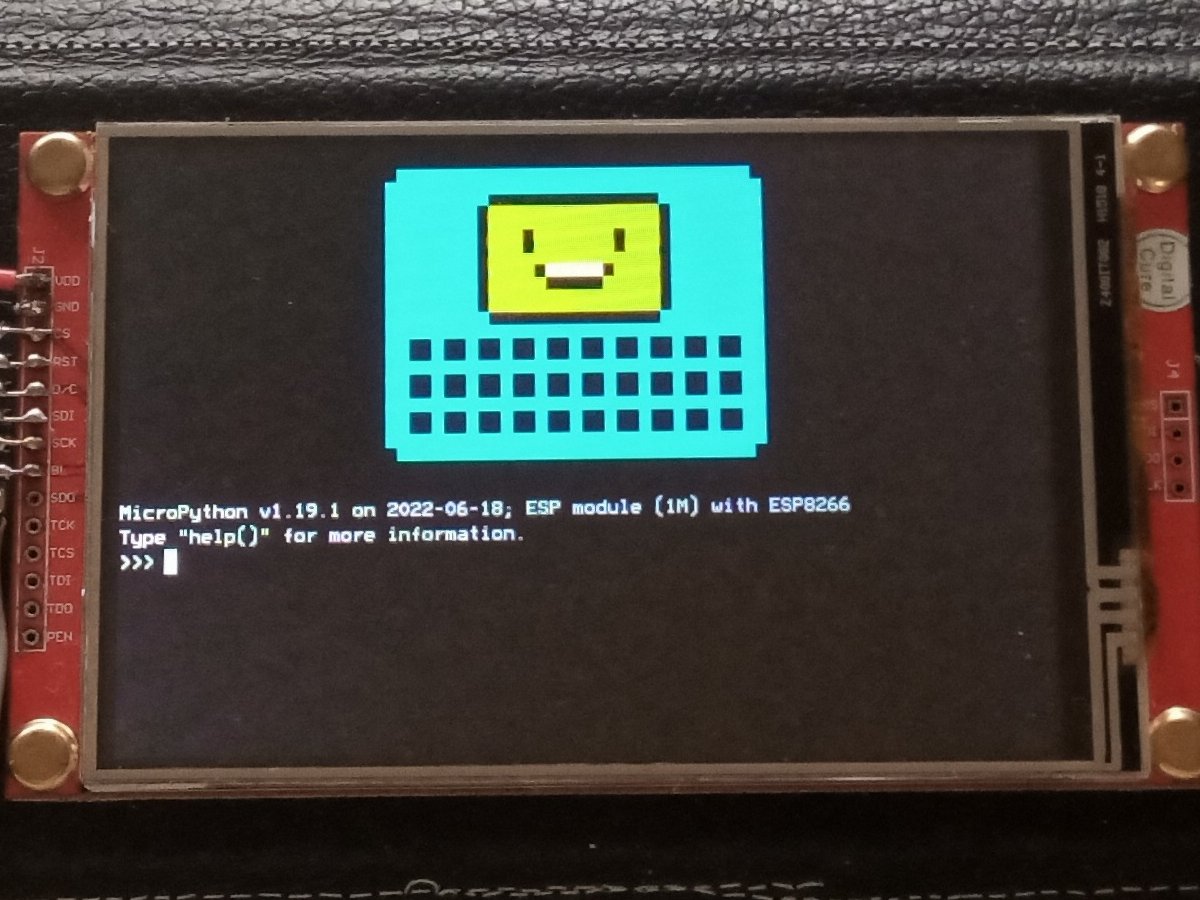 MicroPython v1.19.1 on 2022-06-18; ESP module (1M) with ESP8266
Type "help()" for more information.
>>>
J2
VDD
GND
CS
RST
D/C
SDI
SCK
BL
SDO
TCK
TCS
TDI
TDO
PEN
Digital
Cure
J4